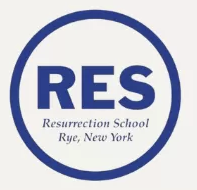 RES
Resurrection School
Rye, New York